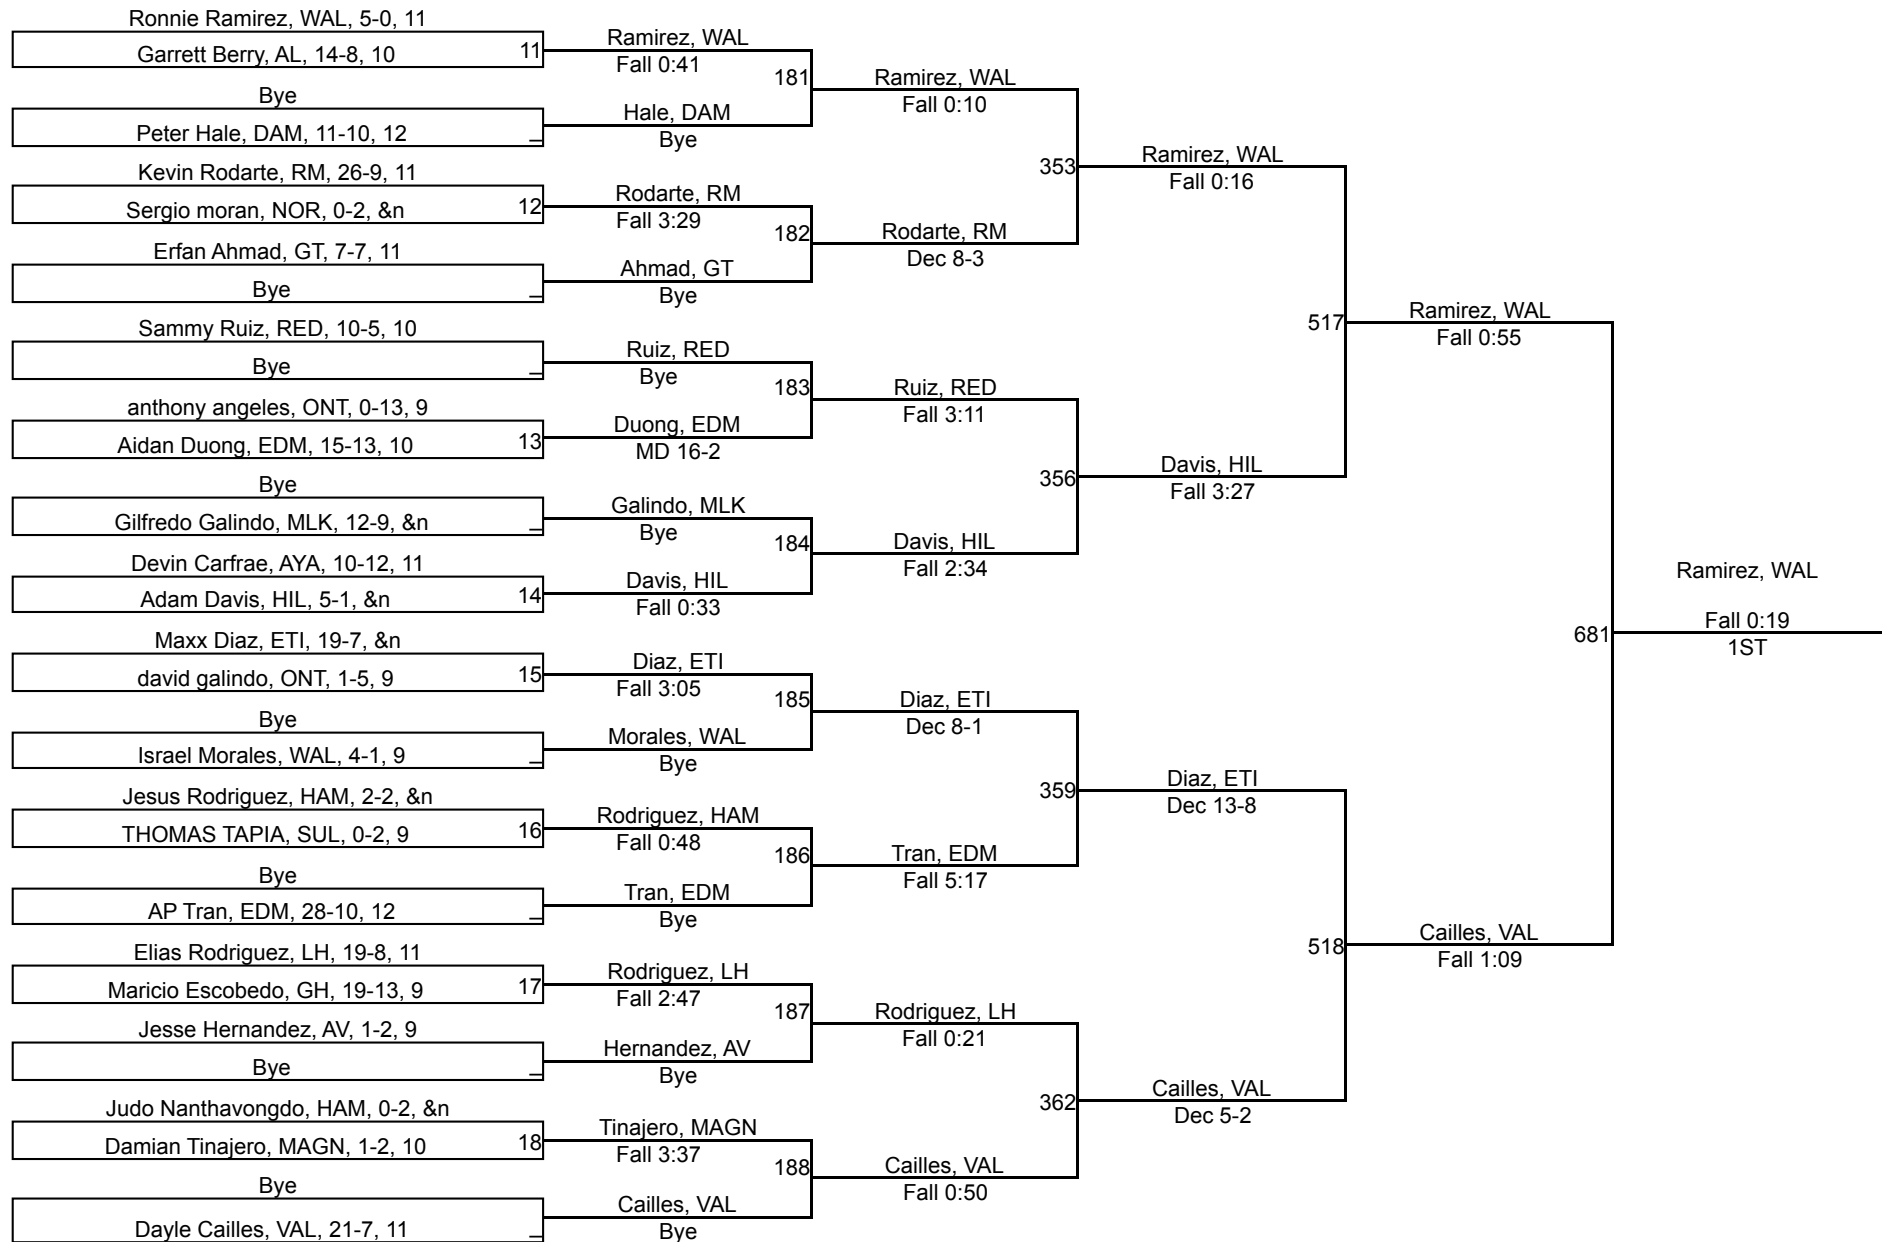 Ronnie Ramirez, WAL, 5-0, 11
Garrett Berry, AL, 14-8, 10
11
Bye
Peter Hale, DAM, 11-10, 12
_
Kevin Rodarte, RM, 26-9, 11
Sergio moran, NOR, 0-2, &n
12
Erfan Ahmad, GT, 7-7, 11
Bye
_
Sammy Ruiz, RED, 10-5, 10
Bye
_
anthony angeles, ONT, 0-13, 9
Aidan Duong, EDM, 15-13, 10
13
Bye
Gilfredo Galindo, MLK, 12-9, &n
_
Devin Carfrae, AYA, 10-12, 11
Adam Davis, HIL, 5-1, &n
14
Maxx Diaz, ETI, 19-7, &n
david galindo, ONT, 1-5, 9
15
Bye
Israel Morales, WAL, 4-1, 9
_
Jesus Rodriguez, HAM, 2-2, &n
THOMAS TAPIA, SUL, 0-2, 9
16
Bye
AP Tran, EDM, 28-10, 12
_
Elias Rodriguez, LH, 19-8, 11
Maricio Escobedo, GH, 19-13, 9
17
Jesse Hernandez, AV, 1-2, 9
Bye
_
Judo Nanthavongdo, HAM, 0-2, &n
Damian Tinajero, MAGN, 1-2, 10
18
Bye
Dayle Cailles, VAL, 21-7, 11
_
Ramirez, WAL
Fall 0:41
181
Hale, DAM
Bye
Rodarte, RM
Fall 3:29
182
Ahmad, GT
Bye
Ruiz, RED
Bye
183
Duong, EDM
MD 16-2
Galindo, MLK
Bye
184
Davis, HIL
Fall 0:33
Diaz, ETI
Fall 3:05
185
Morales, WAL
Bye
Rodriguez, HAM
Fall 0:48
186
Tran, EDM
Bye
Rodriguez, LH
Fall 2:47
187
Hernandez, AV
Bye
Tinajero, MAGN
Fall 3:37
188
Cailles, VAL
Bye
Ramirez, WAL
Fall 0:10
353
Rodarte, RM
Dec 8-3
Ruiz, RED
Fall 3:11
356
Davis, HIL
Fall 2:34
Diaz, ETI
Dec 8-1
359
Tran, EDM
Fall 5:17
Rodriguez, LH
Fall 0:21
362
Cailles, VAL
Fall 0:50
Ramirez, WAL
Fall 0:16
517
Davis, HIL
Fall 3:27
Diaz, ETI
Dec 13-8
518
Cailles, VAL
Dec 5-2
Ramirez, WAL
Fall 0:55
681
Cailles, VAL
Fall 1:09
Ramirez, WAL
Fall 0:19
1ST